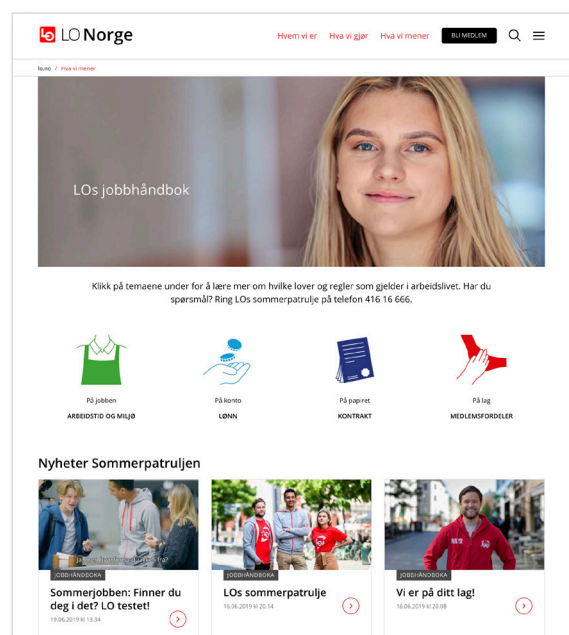 LO Norge
Hvem vi er Hva vi gjør Hva vi mener BLI MEDLEM
lo.no / Hva vi mener
LOs jobbhåndbok
Klikk på temaene under for å lære mer om hvilke lover og regler som gjelder i arbeidslivet. Har du
spørsmål? Ring LOs sommerpatrulje på telefon 416 16 666.
På jobben På konto På papiret På lag
ARBEIDSTID OG MILJØ LØNN KONTRAKT MEDLEMSFORDELER
Nyheter Sommerpatruljen
JOBBHÅNDBOKA JOBBHÅNDBOKA JOBBHÅNDBOKA
Sommerjobben: Finner du
deg i det? LO testet!
19.06.2019 kl 13.34
LOs sommerpatrulje
16.06.2019 kl 20.14
Vi er på ditt lag!
16.06.2019 kl 20.08